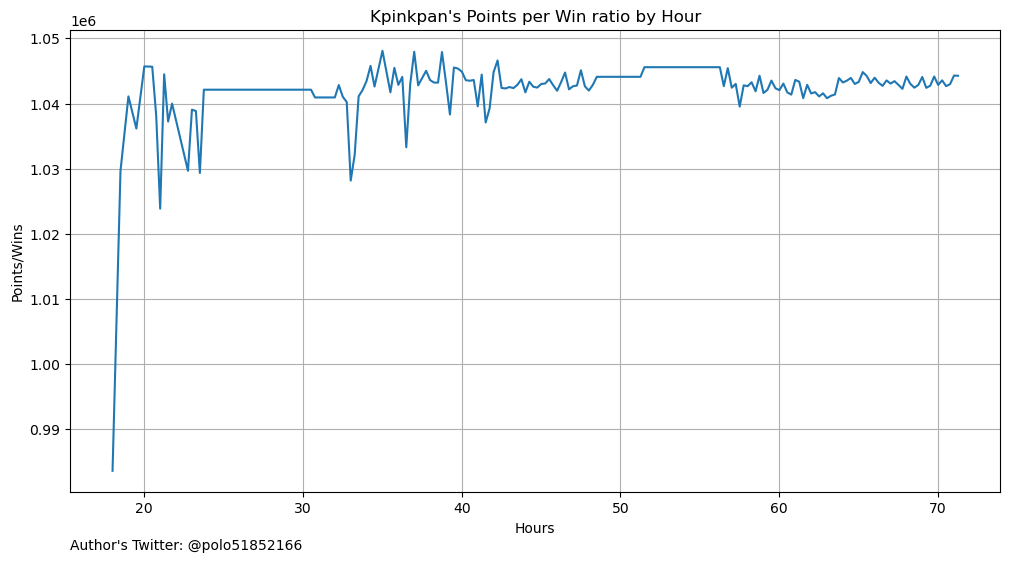 Kpinkpan's Points per Win ratio by Hour
1e6
1.05
1.04
1.03
1.02
1.01
1.00
0.99
Points/Wins
20 30 40 50 60 70
Hours
Author's Twitter: @polo51852166